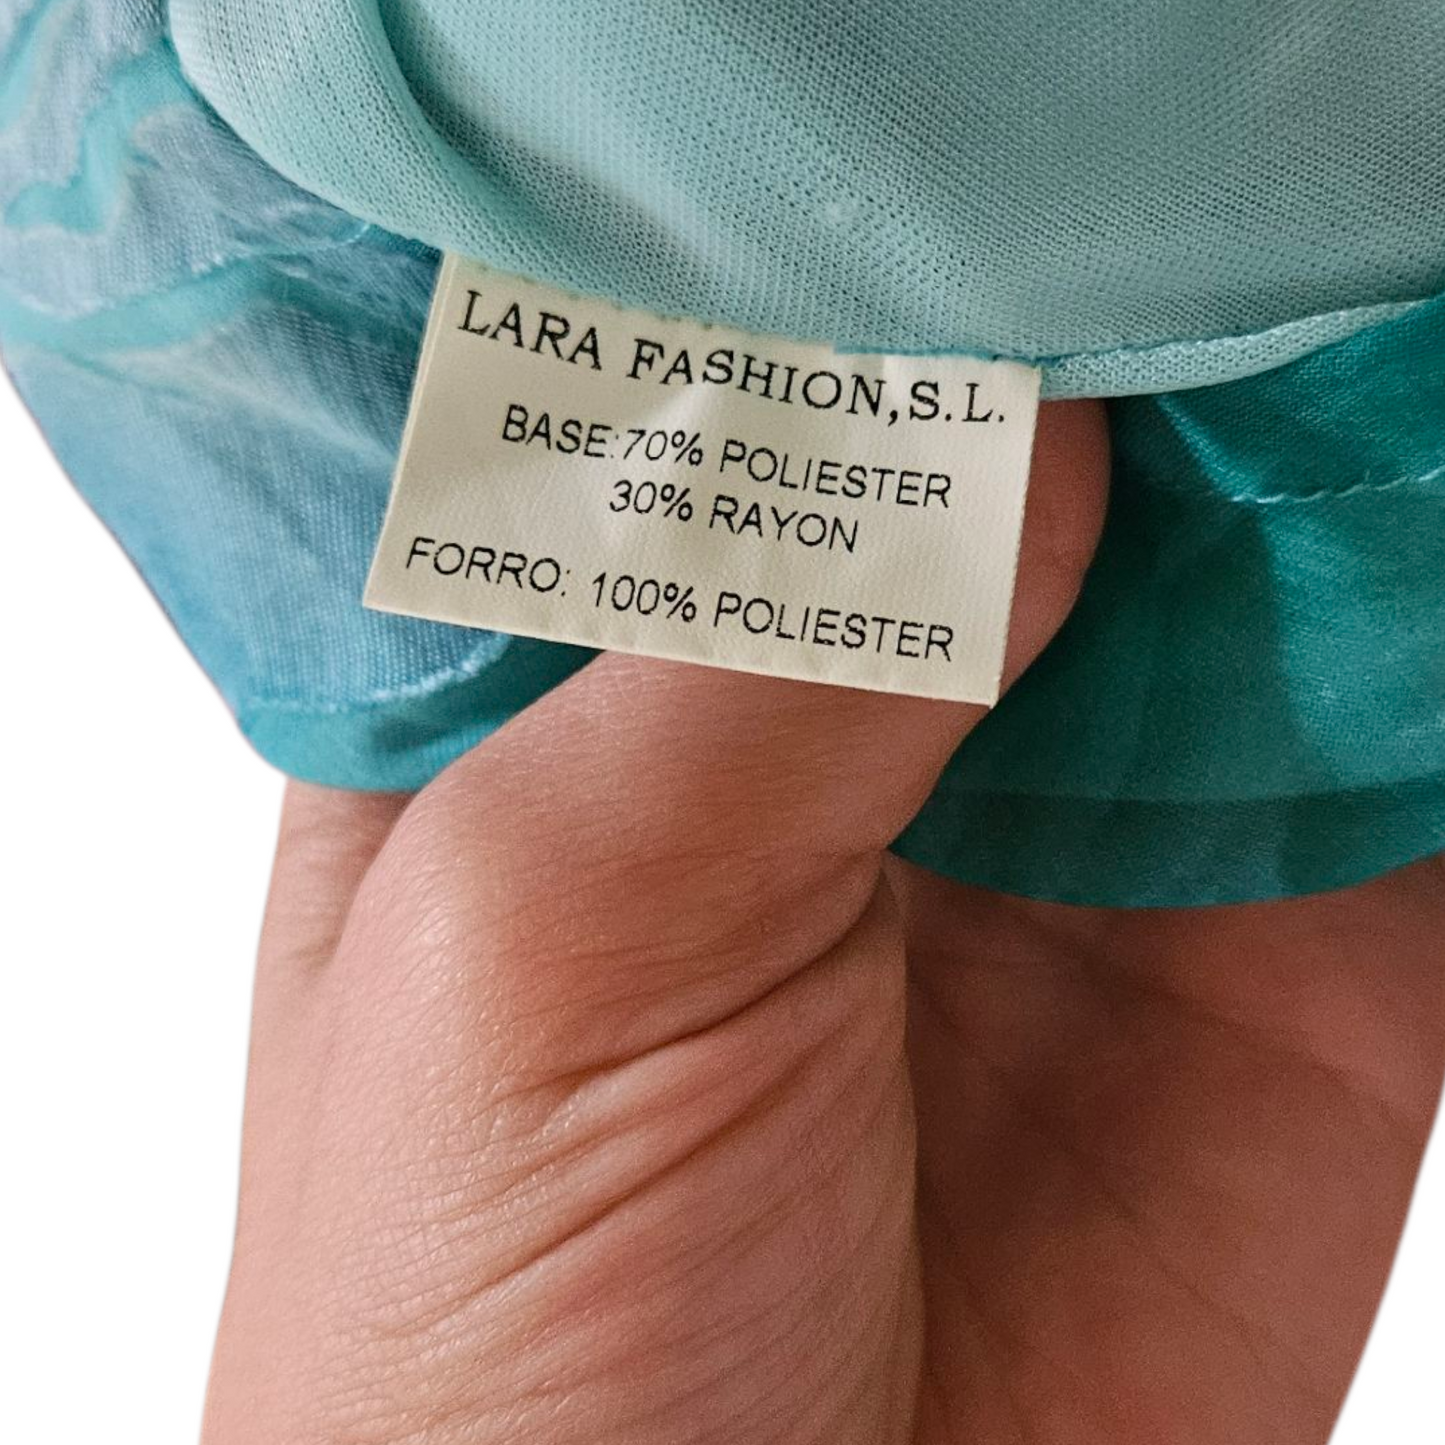 LARA FASHION,S.L.
BASE:70% POLIESTER
30% RAYON
FORRO: 100% POLIESTER